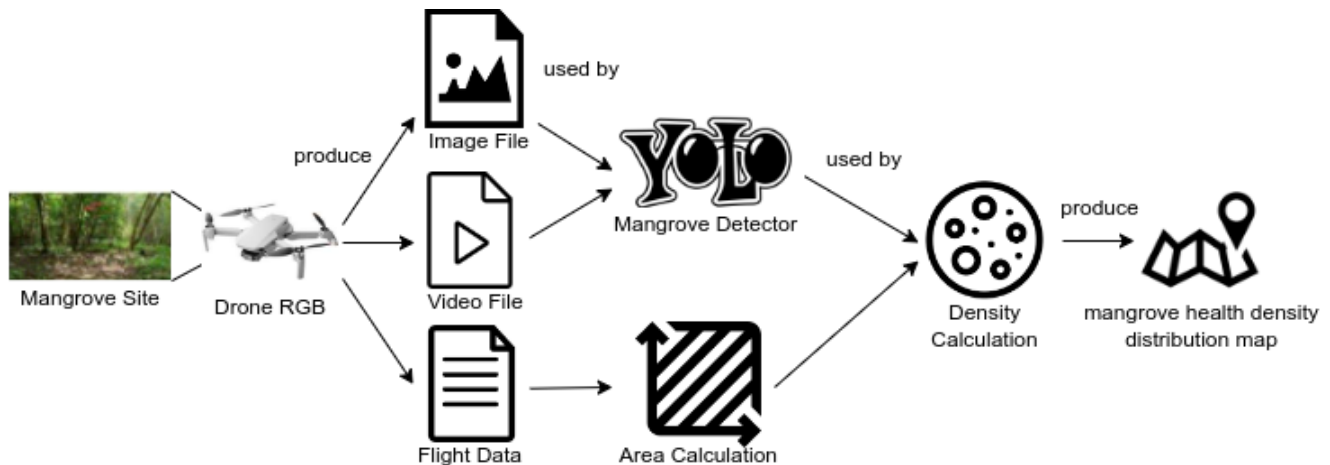 Mangrove Site
Drone RGB
produce
Image File
Video File
Flight Data
used by
YOLO
Mangrove Detector
Area Calculation
used by
Density
Calculation
produce
mangrove health density
distribution map